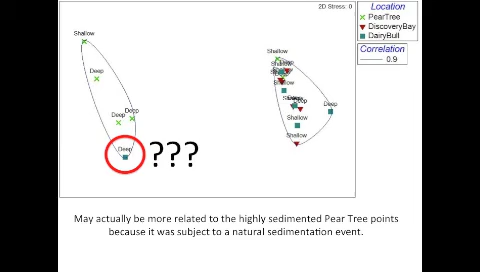 2D Stress: 0
Location
PearTree
DiscoveryBay
DairyBull
Correlation
0.9
Shallow
Deep
Deep
Deep
Deep
???
Shallow
Shallow
Deep
Deep
Deep
Shallow
Shallow
May actually be more related to the highly sedimented Pear Tree points
because it was subject to a natural sedimentation event.